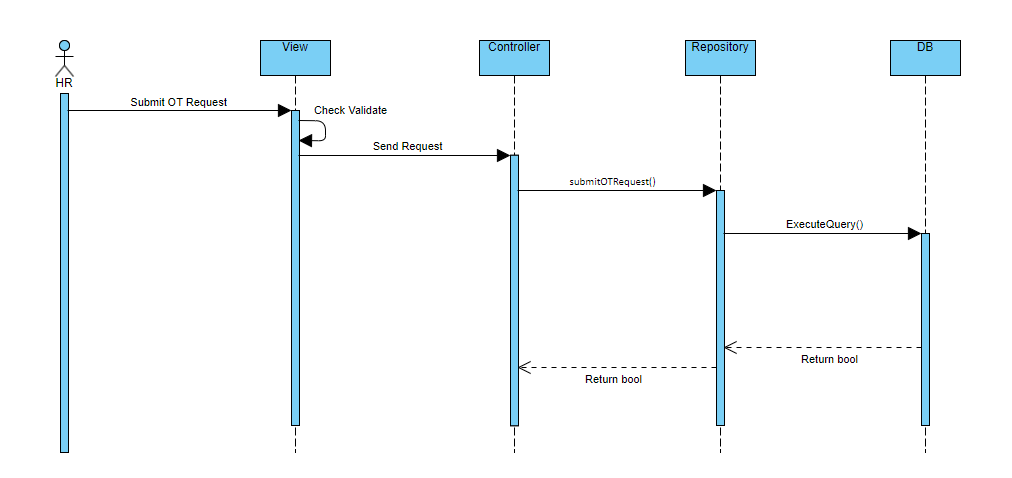 View
Controller
Repository
DB
HR
Submit OT Request
Check Validate
Send Request
submitOTRequest()
ExecuteQuery()
Return bool
Return bool